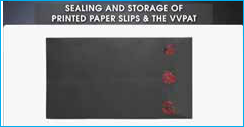 SEALING AND STORAGE OF
PRINTED PAPER SLIPS & THE VVPAT